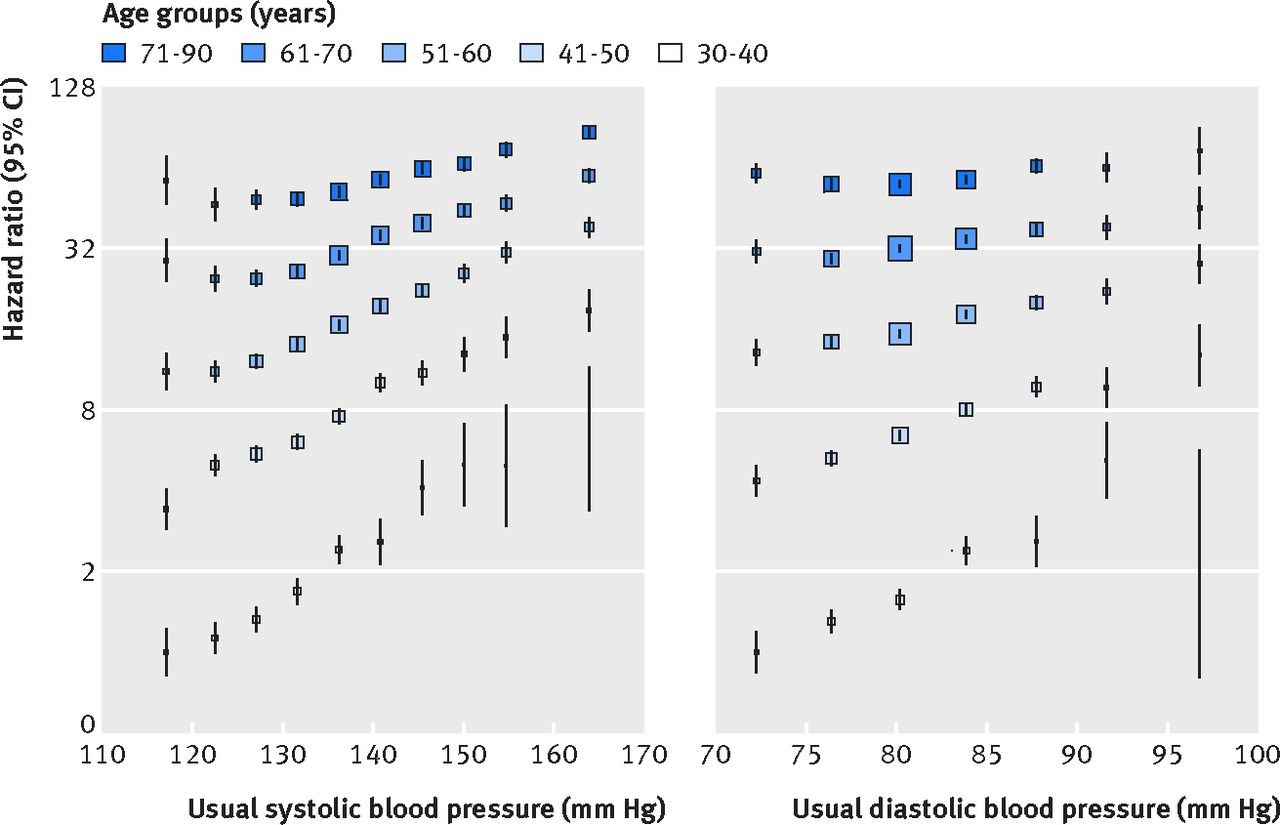 Age groups (years)
71-90 61-70 51-60 41-50 30-40
Hazard ratio (95% CI)
128
32
8
2
0
110 120 130 140 150 160 170
70 75 80 85 90 95 100
Usual systolic blood pressure (mm Hg)
Usual diastolic blood pressure (mm Hg)